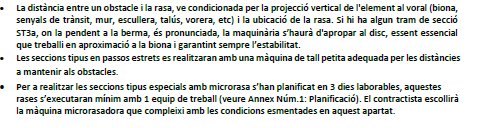 • La distància entre un obstacle i la rasa, ve condicionada per la projecció vertical de l'element al voral (biona,
senyals de trànsit, mur, escullera, talús, vorera, etc) i la ubicació de la rasa. Si hi ha algun tram de secció
ST3a, on la pendent a la berma, és pronunciada, la maquinària s'haurà d'apropar al disc, essent essencial
que treballi en aproximació a la biona i garantint sempre l'estabilitat.
• Les seccions tipus en passos estrets es realitzaran amb una màquina de tall petita adequada per les distàncies
a mantenir als obstacles.
• Per a realitzar les seccions tipus especials amb microrasa s'han planificat en 3 dies laborables, aquestes
rases s'executaran mínim amb 1 equip de treball (veure Annex Núm.1: Planificació). El contractista escollirà
la màquina microrasadora que compleixi amb les condicions esmentades en aquest apartat.